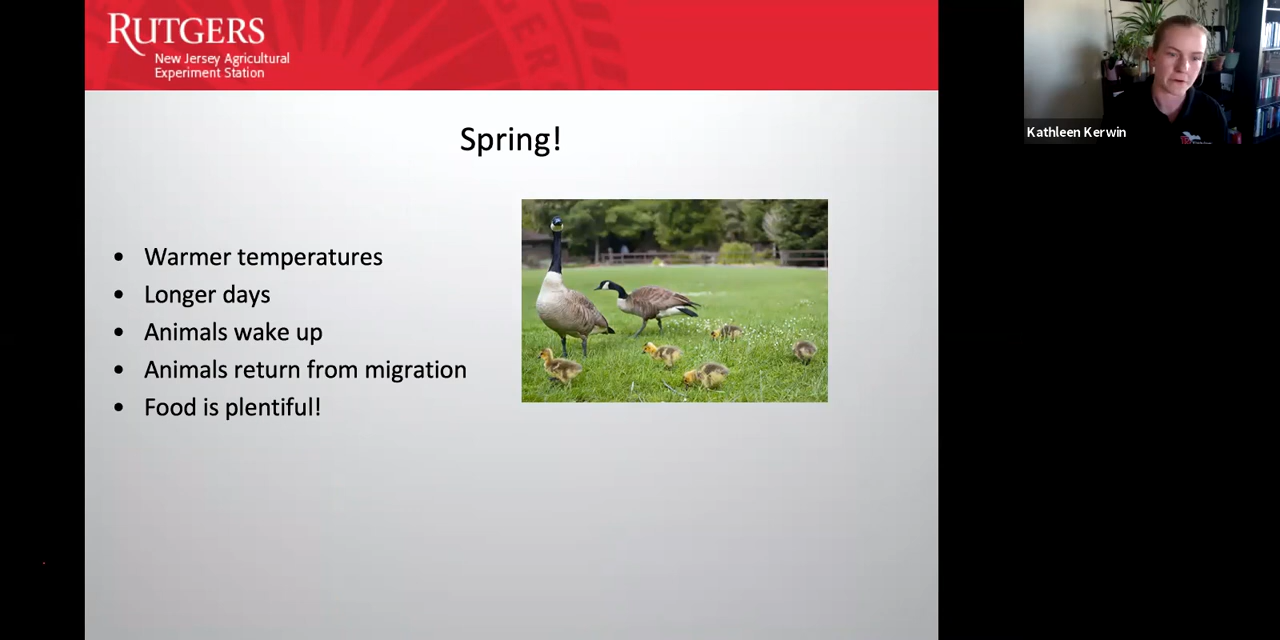 RUTGERS
New Jersey Agricultural
Experiment Station
Kathleen Kerwin
Spring!
• Warmer temperatures
• Longer days
• Animals wake up
• Animals return from migration
• Food is plentiful!